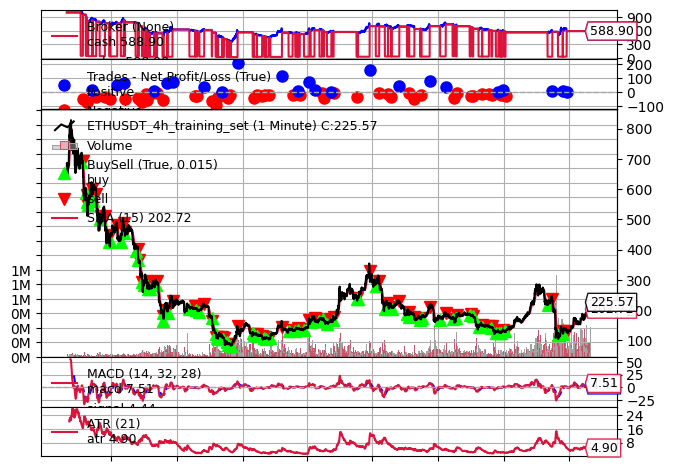 Broker (None)
cash 588.90
900
600
300
0
588.90
Trades - Net Profit/Loss (True)
positive
200
100
0
−100
ETHUSDT_4h_training_set (1 Minute) C:225.57
Volume
BuySell (True, 0.015)
buy
sell
SMA (15) 202.72
800
700
600
500
400
300
200
100
225.57
1M
1M
1M
0M
0M
0M
0M
MACD (14, 32, 28)
macd 7.51
signal 4.44
50
25
0
−25
7.51
ATR (21)
atr 4.90
24
16
8
4.90